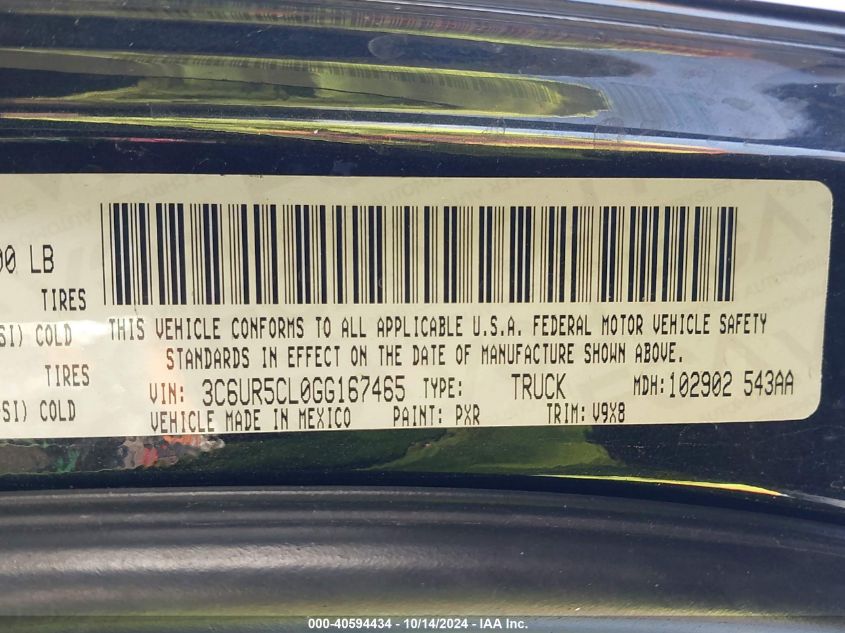 00 LB
TIRES
SI) COLD
THIS VEHICLE CONFORMS TO ALL APPLICABLE U.S.A. FEDERAL MOTOR VEHICLE SAFETY
STANDARDS IN EFFECT ON THE DATE OF MANUFACTURE SHOWN ABOVE.
TIRES
SI) COLD
VIN: 3C6UR5CL0GG167465 TYPE: TRUCK MDH:102902 543AA
VEHICLE MADE IN MEXICO PAINT: PXR TRIM: V9X8
000-40594434 - 10/14/2024 - IAA Inc.